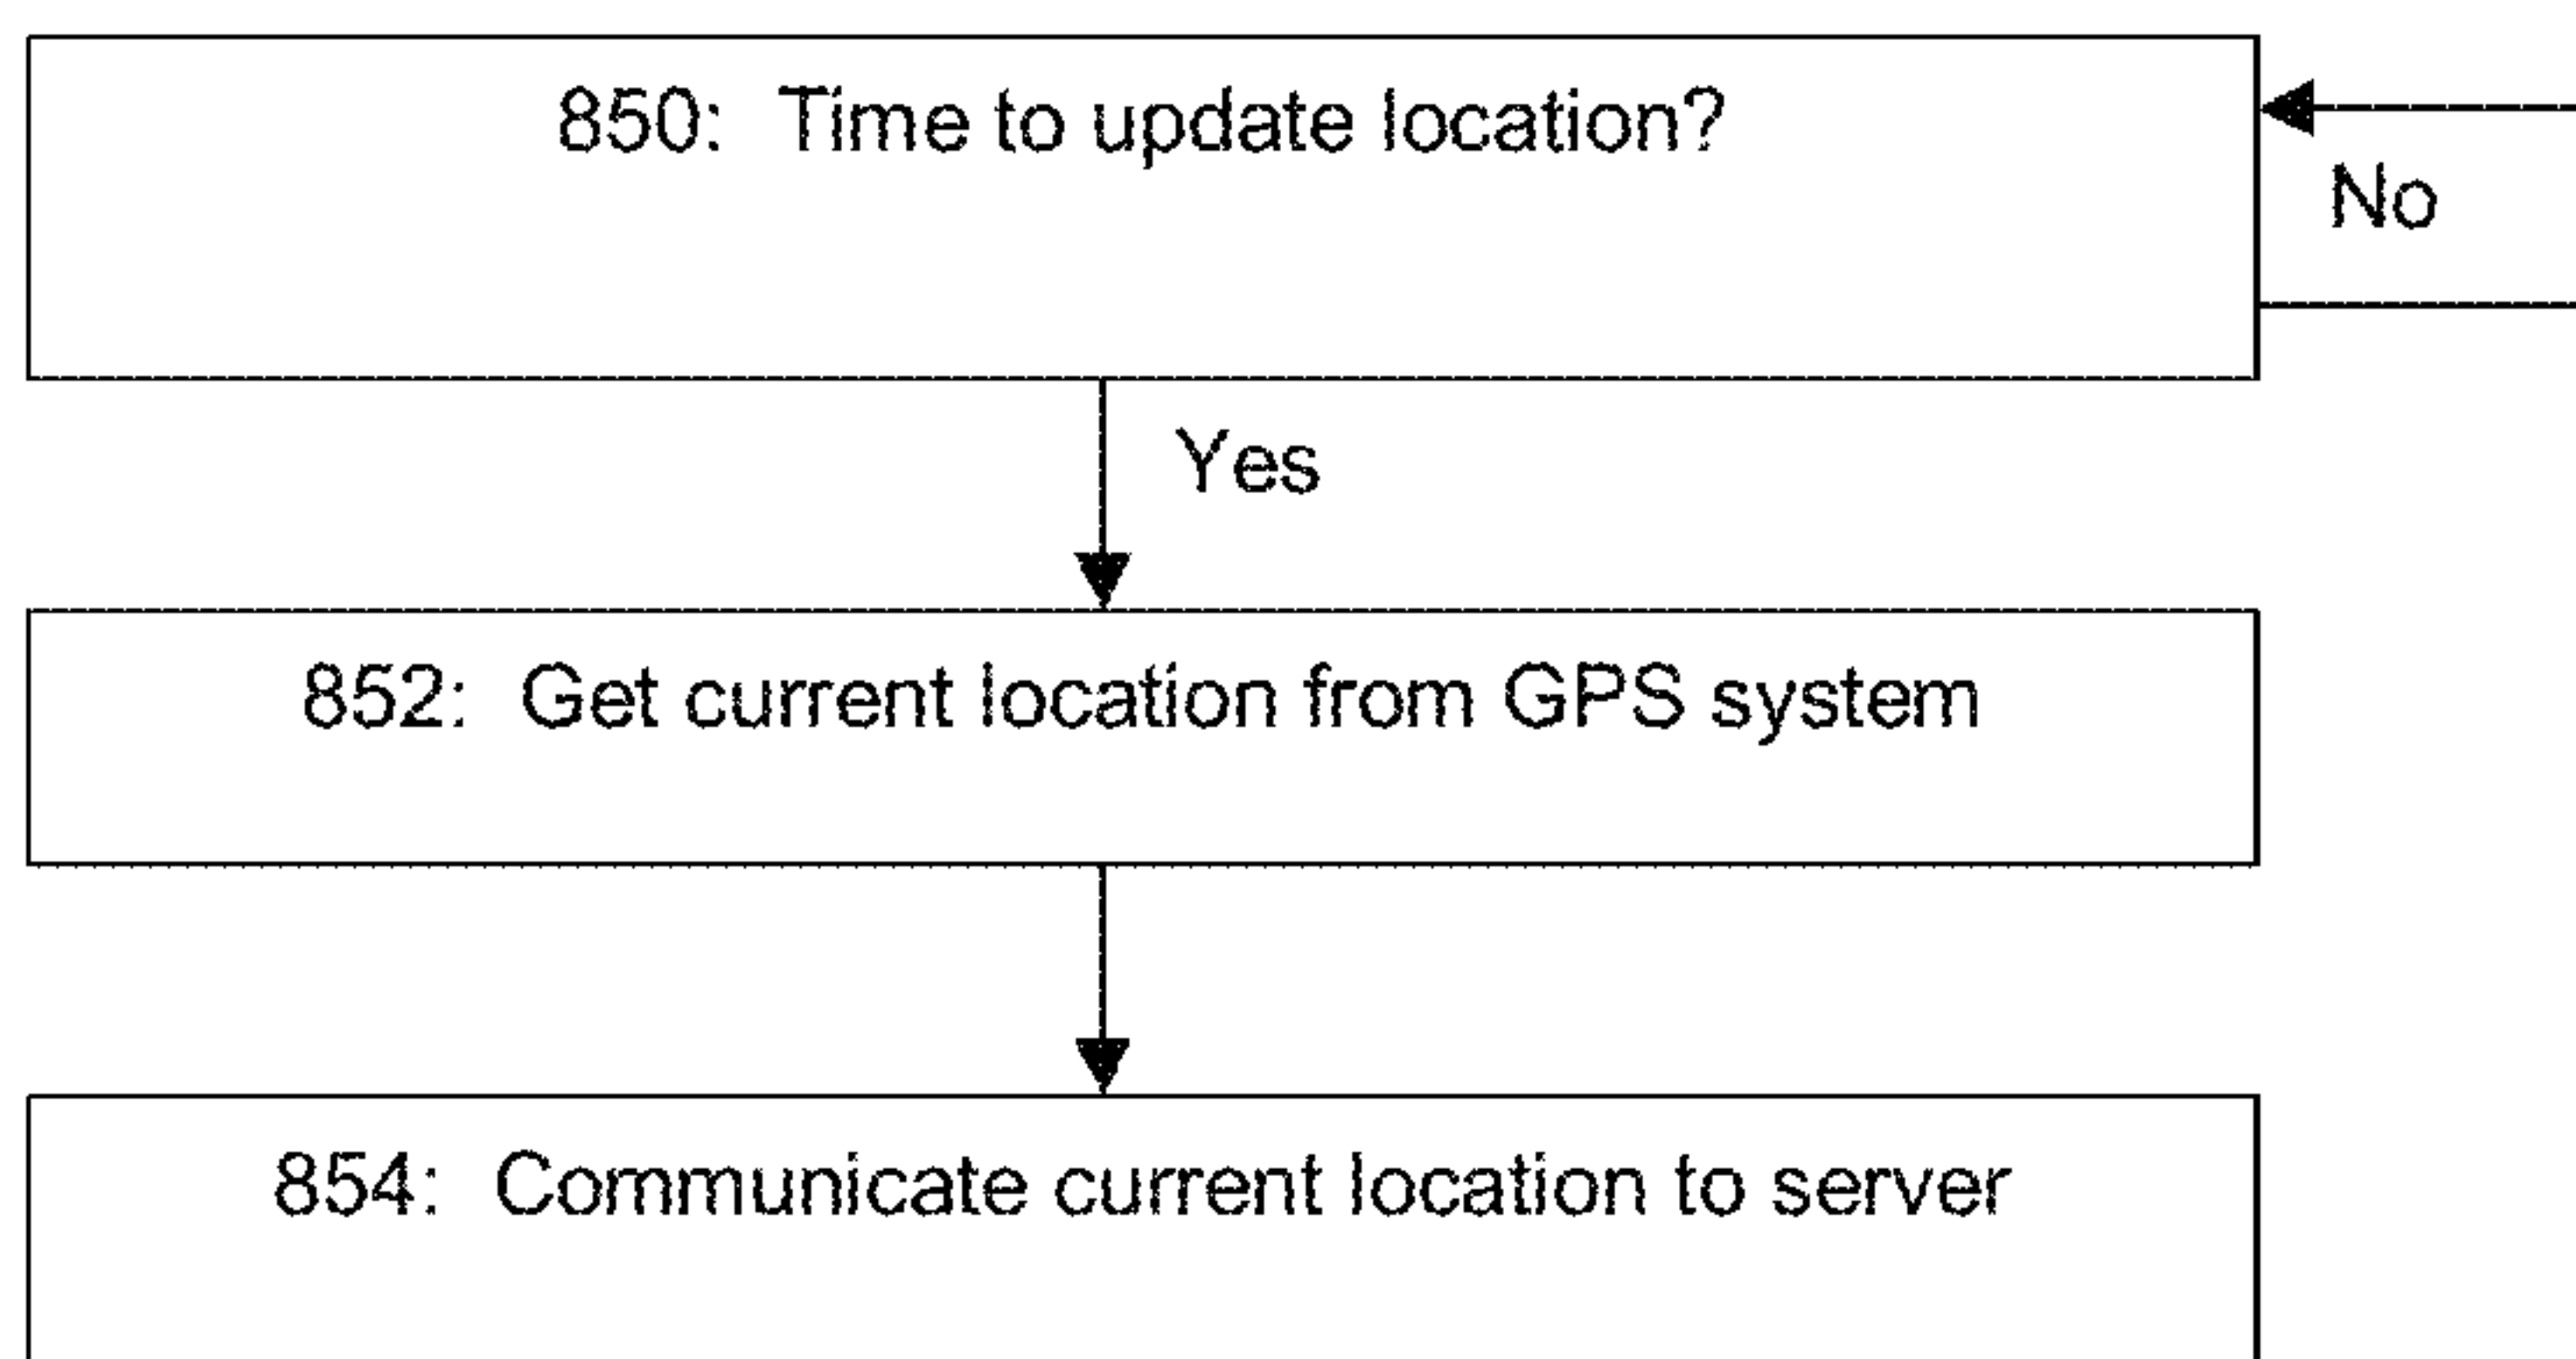 850: Time to update location?
No
Yes
852: Get current location from GPS system
854: Communicate current location to server